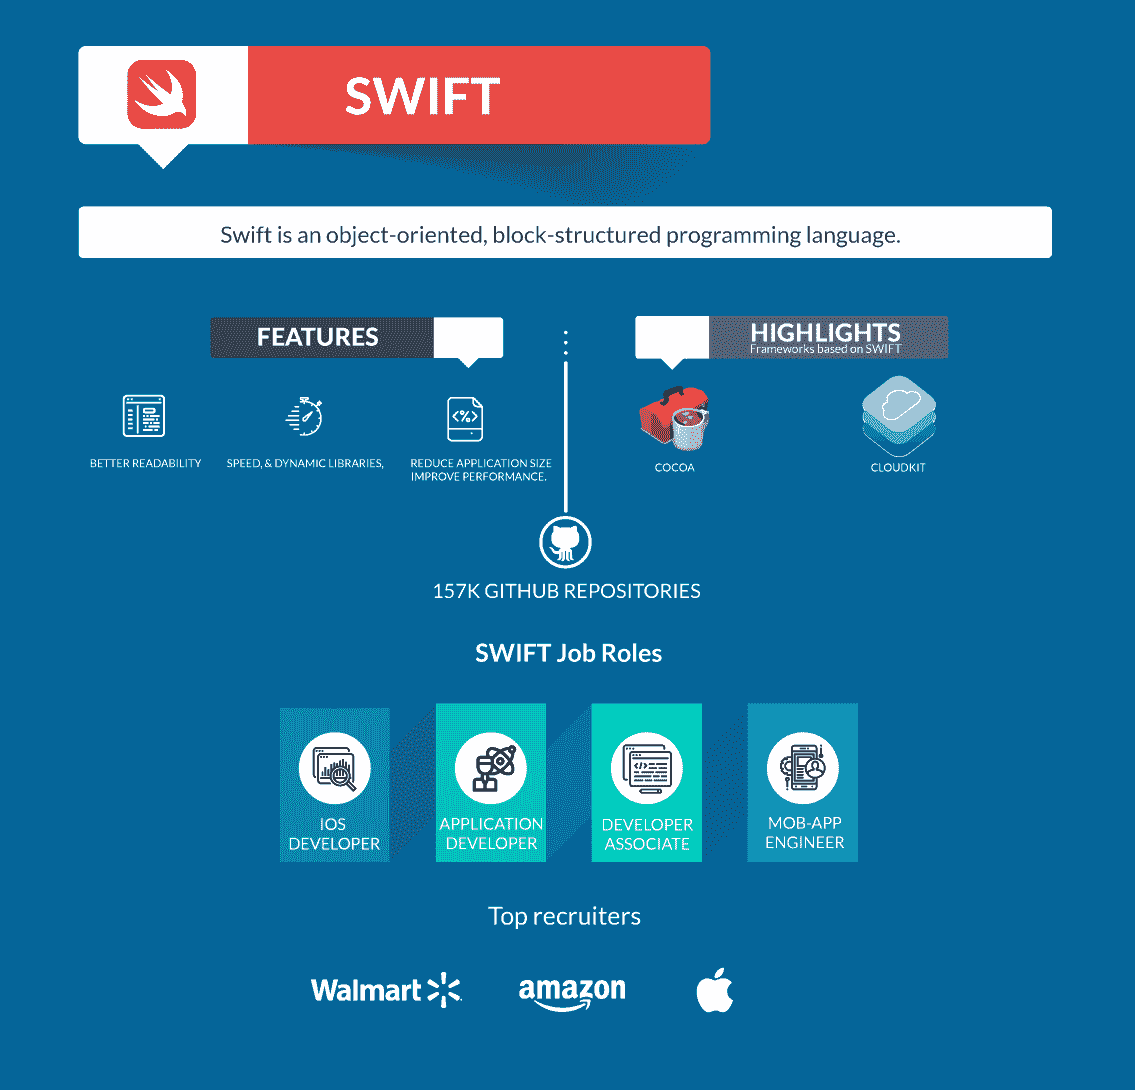 SWIFT
Swift is an object-oriented, block-structured programming language.
FEATURES
BETTER READABILITY
SPEED, & DYNAMIC LIBRARIES,
<%>
REDUCE APPLICATION SIZE
IMPROVE PERFORMANCE.
HIGHLIGHTS
Frameworks based on SWIFT
COCOA
CLOUDKIT
157K GITHUB REPOSITORIES
SWIFT Job Roles
IOS
DEVELOPER
APPLICATION
DEVELOPER
</>
DEVELOPER
ASSOCIATE
MOB-APP
ENGINEER
Top recruiters
Walmart
amazon